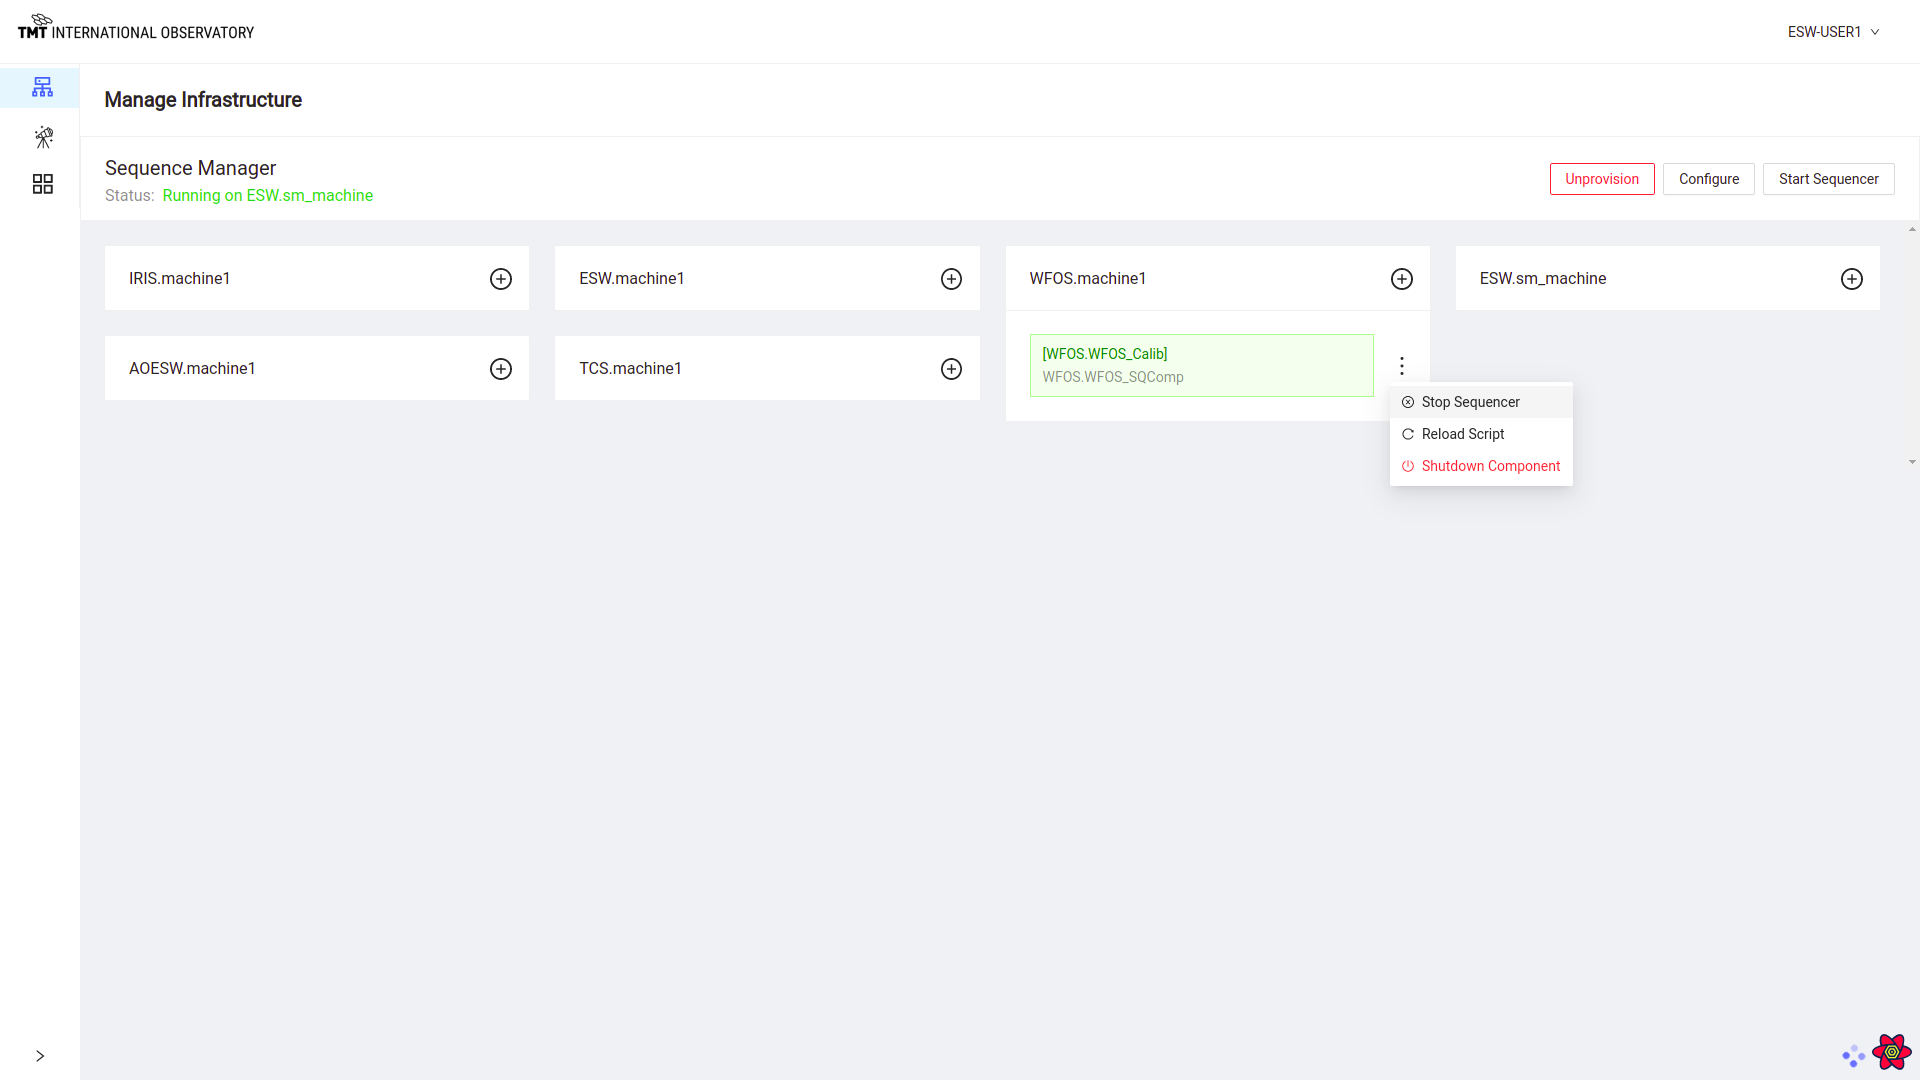 TMT INTERNATIONAL OBSERVATORY
ESW-USER1
Manage Infrastructure
Sequence Manager
Status: Running on ESW.sm_machine
Unprovision
Configure
Start Sequencer
IRIS.machine1
ESW.machine1
WFOS.machine1
ESW.sm_machine
AOESW.machine1
TCS.machine1
[WFOS.WFOS_Calib]
WFOS.WFOS_SQComp
Stop Sequencer
Reload Script
Shutdown Component